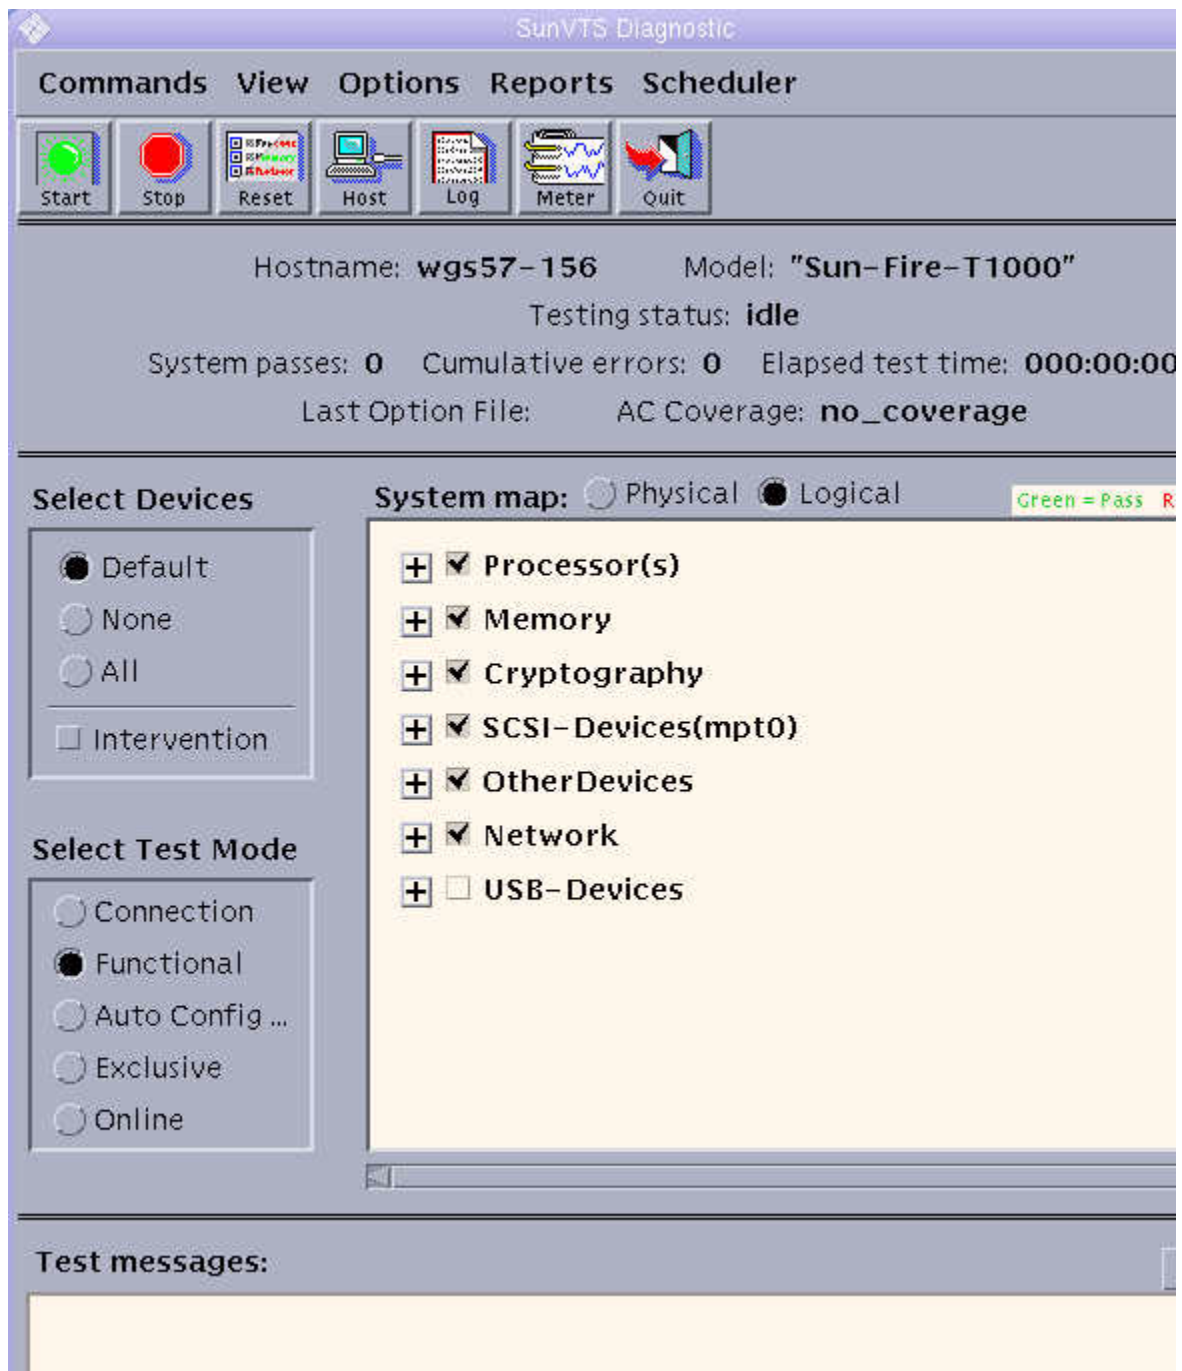 SunVTS Diagnostic
Commands View Options Reports Scheduler
Start Stop Reset Host Log Meter Quit
Hostname: wgs57-156 Model: "Sun-Fire-T1000"
Testing status: idle
System passes: 0 Cumulative errors: 0 Elapsed test time: 000:00:00
Last Option File: AC Coverage: no_coverage
Select Devices
Default
None
All
Intervention
Select Test Mode
Connection
Functional
Auto Config ...
Exclusive
Online
System map: Physical Logical
Green = Pass R
Processor(s)
Memory
Cryptography
SCSI-Devices(mpt0)
OtherDevices
Network
USB-Devices
Test messages: